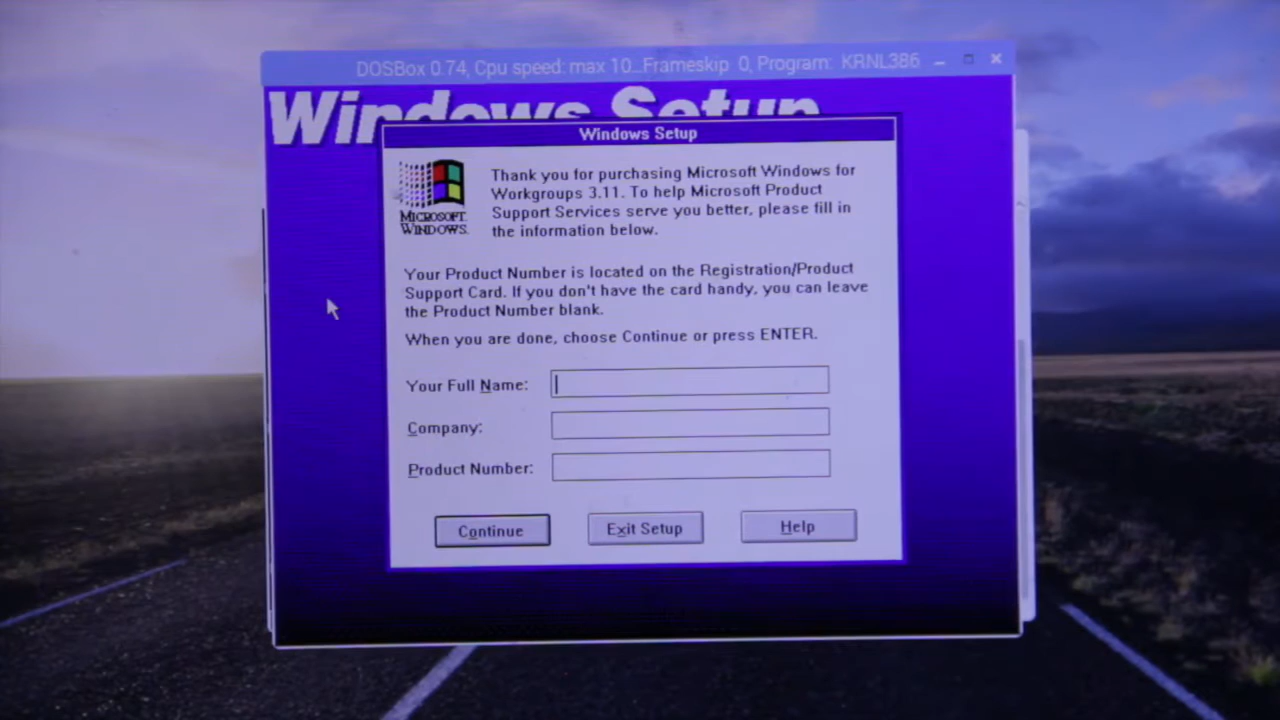 DOSBox 0.74, Cpu speed: max 10...Frameskip 0, Program: KRNL386
Windows Setup
Windows Setup
MICROSOFT.
WINDOWS.
Thank you for purchasing Microsoft Windows for
Workgroups 3.11. To help Microsoft Product
Support Services serve you better, please fill in
the information below.
Your Product Number is located on the Registration/Product
Support Card. If you don't have the card handy, you can leave
the Product Number blank.
When you are done, choose Continue or press ENTER.
Your Full Name:
Company:
Product Number:
Continue
Exit Setup
Help